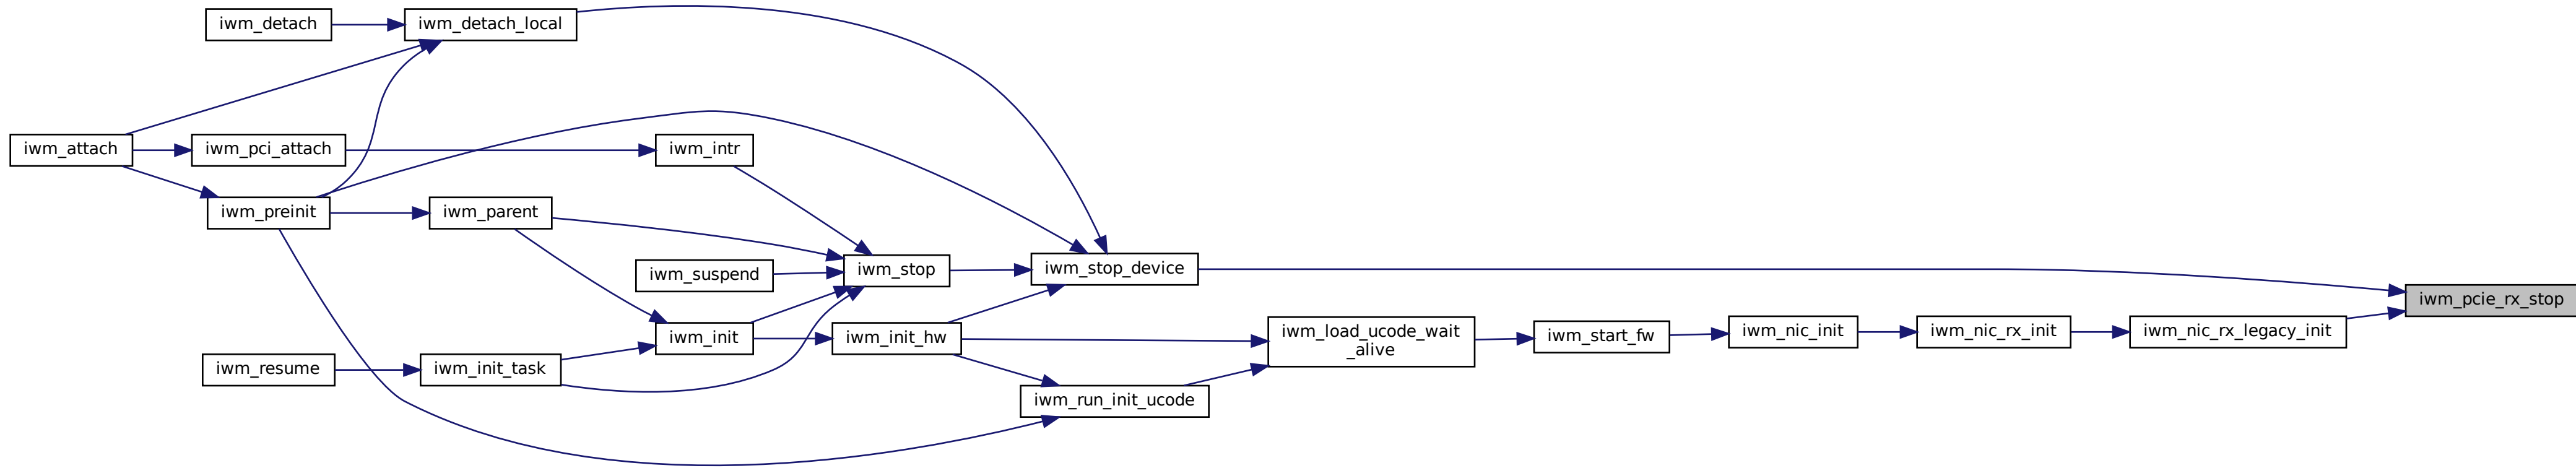 iwm_detach
iwm_detach_local
iwm_attach
iwm_pci_attach
iwm_intr
iwm_preinit
iwm_parent
iwm_suspend
iwm_stop
iwm_stop_device
iwm_pcie_rx_stop
iwm_init
iwm_init_hw
iwm_load_ucode_wait
_alive
iwm_start_fw
iwm_nic_init
iwm_nic_rx_init
iwm_nic_rx_legacy_init
iwm_resume
iwm_init_task
iwm_run_init_ucode